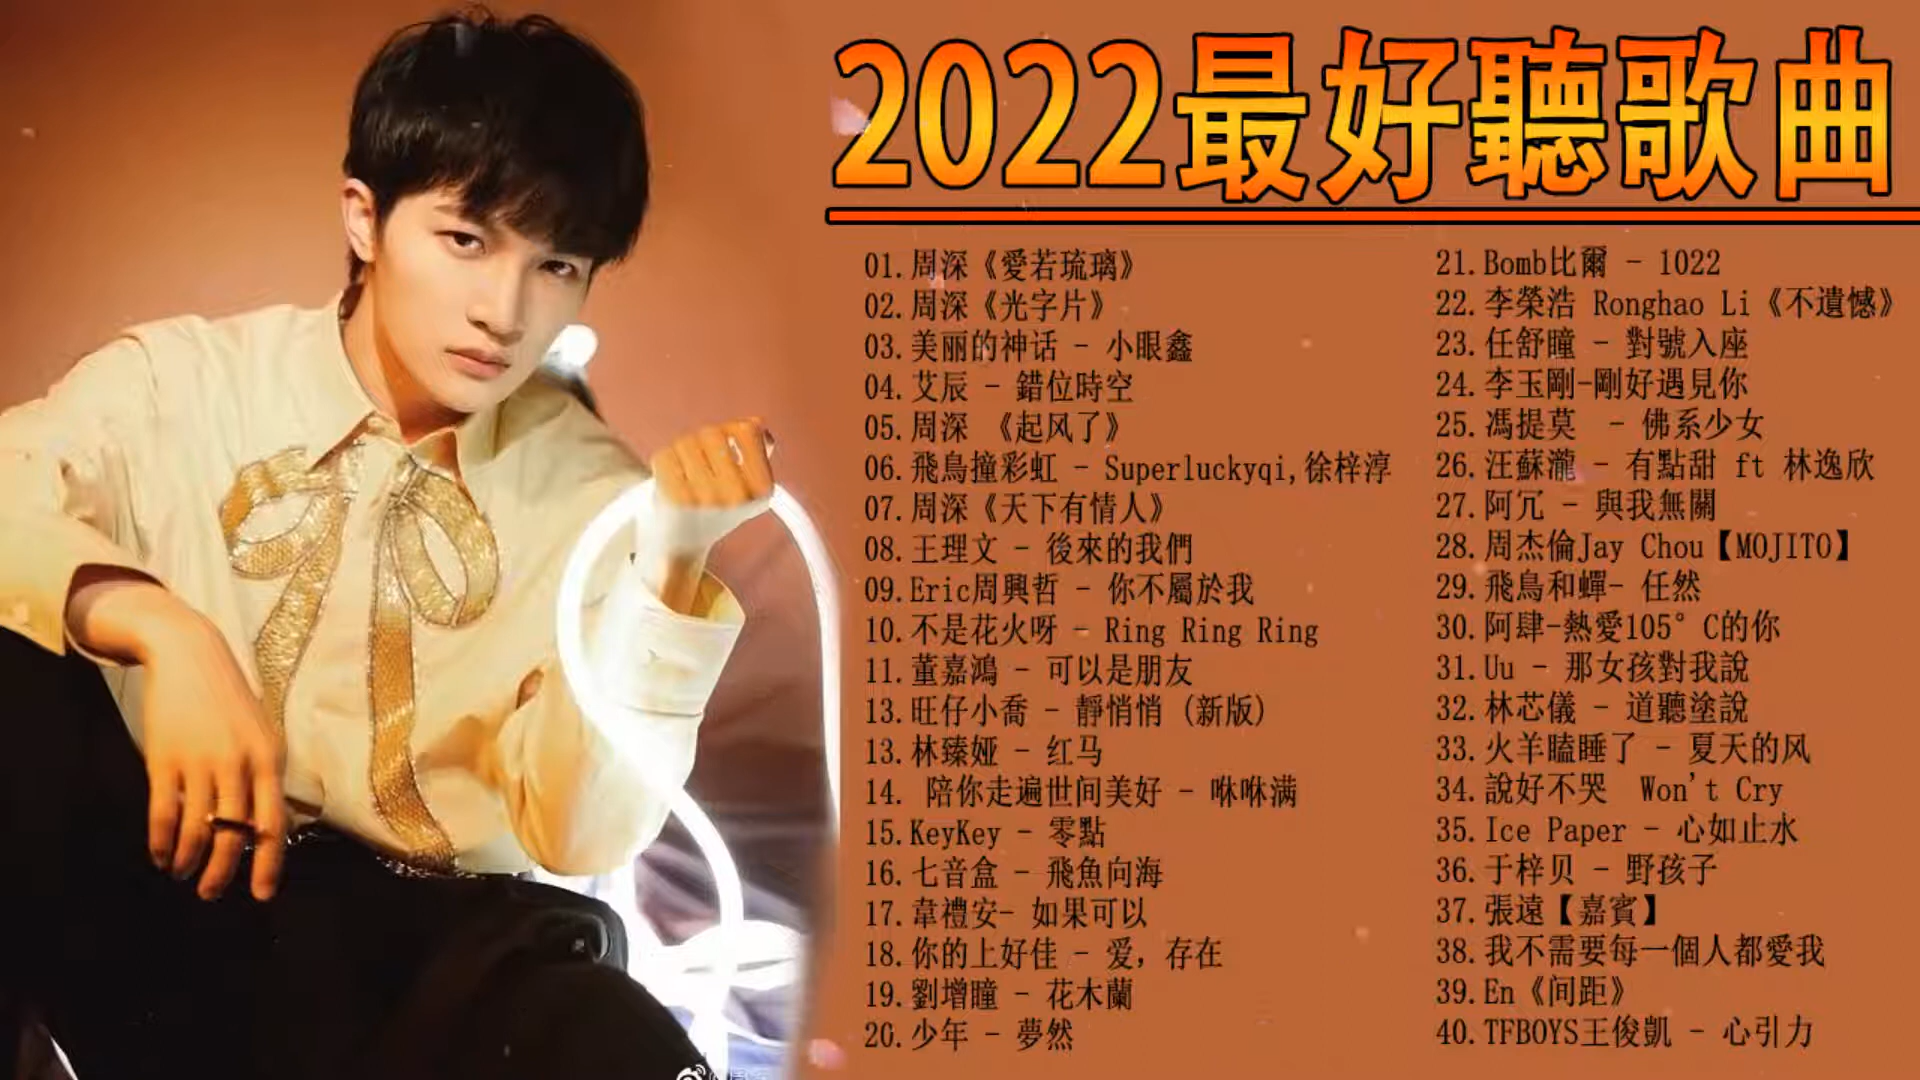 2022最好聽歌曲
01.周深《愛若琉璃》
02.周深《光字片》
03.美丽的神话 - 小眼鑫
04.艾辰 - 錯位時空
05.周深 《起风了》
06.飛鳥撞彩虹 - Superluckyqi,徐梓淳
07.周深《天下有情人》
08.王理文 - 後來的我們
09.Eric周興哲 - 你不屬於我
10.不是花火呀 - Ring Ring Ring
11.董嘉鴻 - 可以是朋友
13.旺仔小喬 - 靜悄悄 (新版)
13.林臻娅 - 红马
14. 陪你走遍世间美好 - 咻咻满
15.KeyKey - 零點
16.七音盒 - 飛魚向海
17.韋禮安- 如果可以
18.你的上好佳 - 爱，存在
19.劉增瞳 - 花木蘭
20.少年 - 夢然
21.Bomb比爾 - 1022
22.李榮浩 Ronghao Li《不遺憾》
23.任舒瞳 - 對號入座
24.李玉剛-剛好遇見你
25.馮提莫 - 佛系少女
26.汪蘇瀧 - 有點甜 ft 林逸欣
27.阿冗 - 與我無關
28.周杰倫Jay Chou【MOJITO】
29.飛鳥和蟬- 任然
30.阿肆-熱愛105°C的你
31.Uu - 那女孩對我說
32.林芯儀 - 道聽塗說
33.火羊瞌睡了 - 夏天的风
34.說好不哭 Won't Cry
35.Ice Paper - 心如止水
36.于梓贝 - 野孩子
37.張遠【嘉賓】
38.我不需要每一個人都愛我
39.En《间距》
40.TFBOYS王俊凱 - 心引力